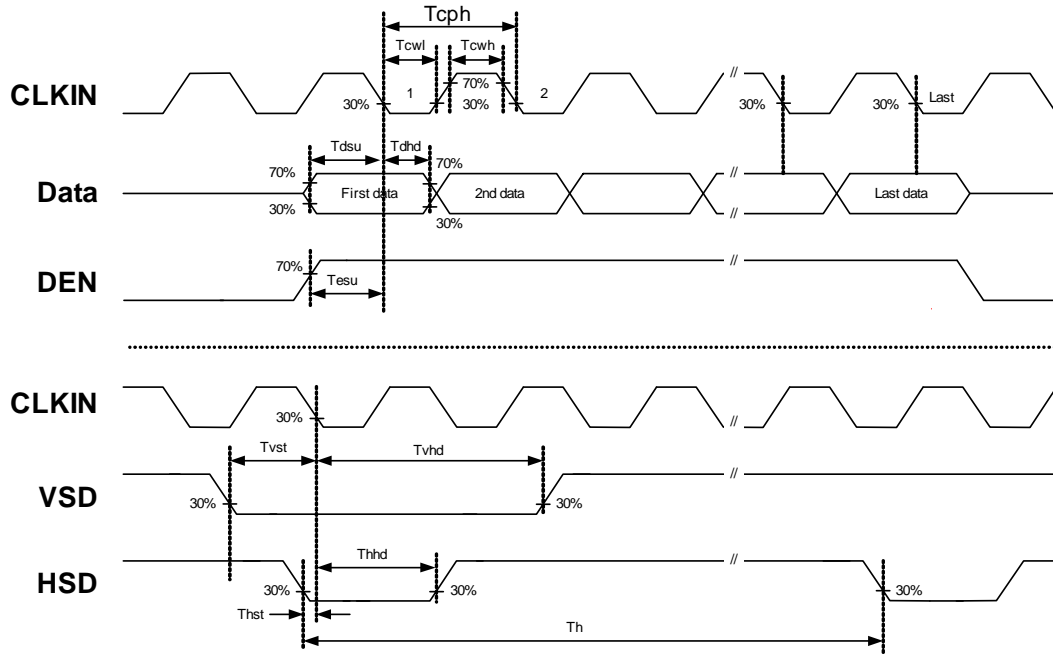 Tcph
Tcwl Tcwh
CLKIN 30% 1 70% 30% 2 // 30% 30% Last
Tdsu Tdhd
70% 70%
Data First data 2nd data // Last data
30% 30% //
DEN 70% Tesu //
CLKIN 30% //
Tvst Tvhd
VSD 30% 30% //
Thhd
HSD 30% 30% // 30%
Thst
Th